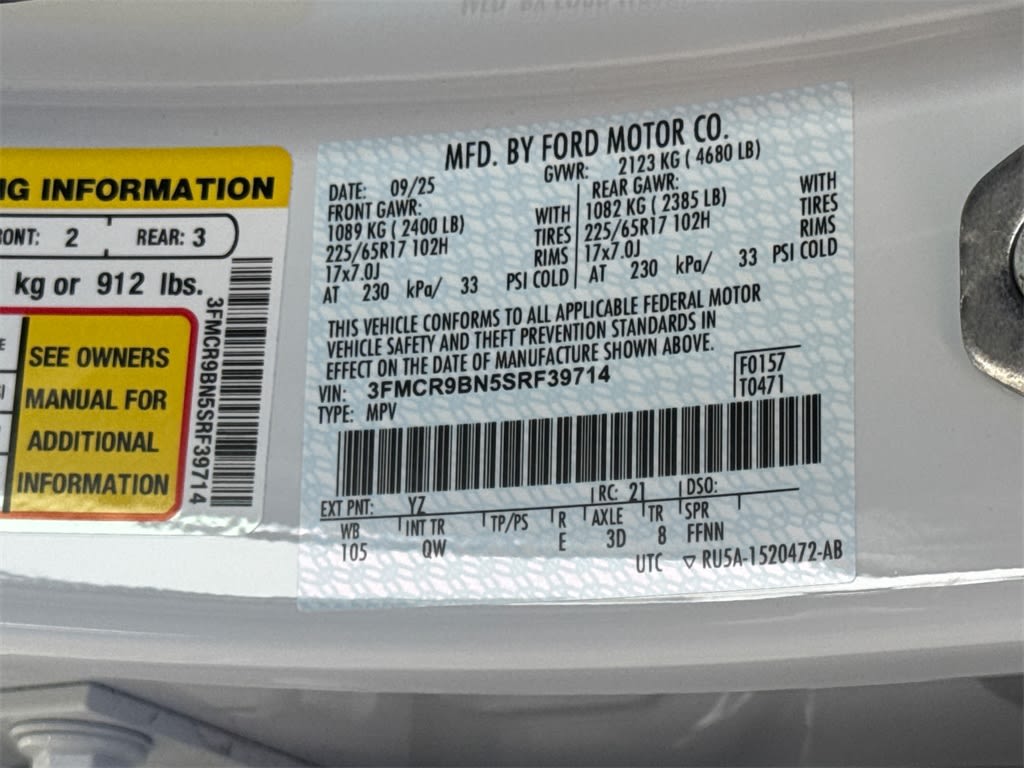 MFD. BY FORD MOTOR CO.
DATE: 09/25
GVWR: 2123 KG ( 4680 LB)
FRONT GAWR:
1089 KG ( 2400 LB) WITH
225/65R17 102H TIRES
17x7.0J RIMS
AT 230 kPa/ 33 PSI COLD
REAR GAWR: WITH
1082 KG ( 2385 LB) TIRES
225/65R17 102H RIMS
17x7.0J
AT 230 kPa/ 33 PSI COLD
THIS VEHICLE CONFORMS TO ALL APPLICABLE FEDERAL MOTOR
VEHICLE SAFETY AND THEFT PREVENTION STANDARDS IN
EFFECT ON THE DATE OF MANUFACTURE SHOWN ABOVE.
VIN: 3FMCR9BN5SRF39714
TYPE: MPV
F0157
T0471
EXT PNT: YZ RC: 21 DSO:
WB INT TR TP/PS R AXLE TR SPR
105 QW E 3D 8 FFNN
UTC ▽ RU5A-1520472-AB
NG INFORMATION
RONT: 2 REAR: 3
kg or 912 lbs.
SEE OWNERS
MANUAL FOR
ADDITIONAL
INFORMATION
3FMCR9BN5SRF39714